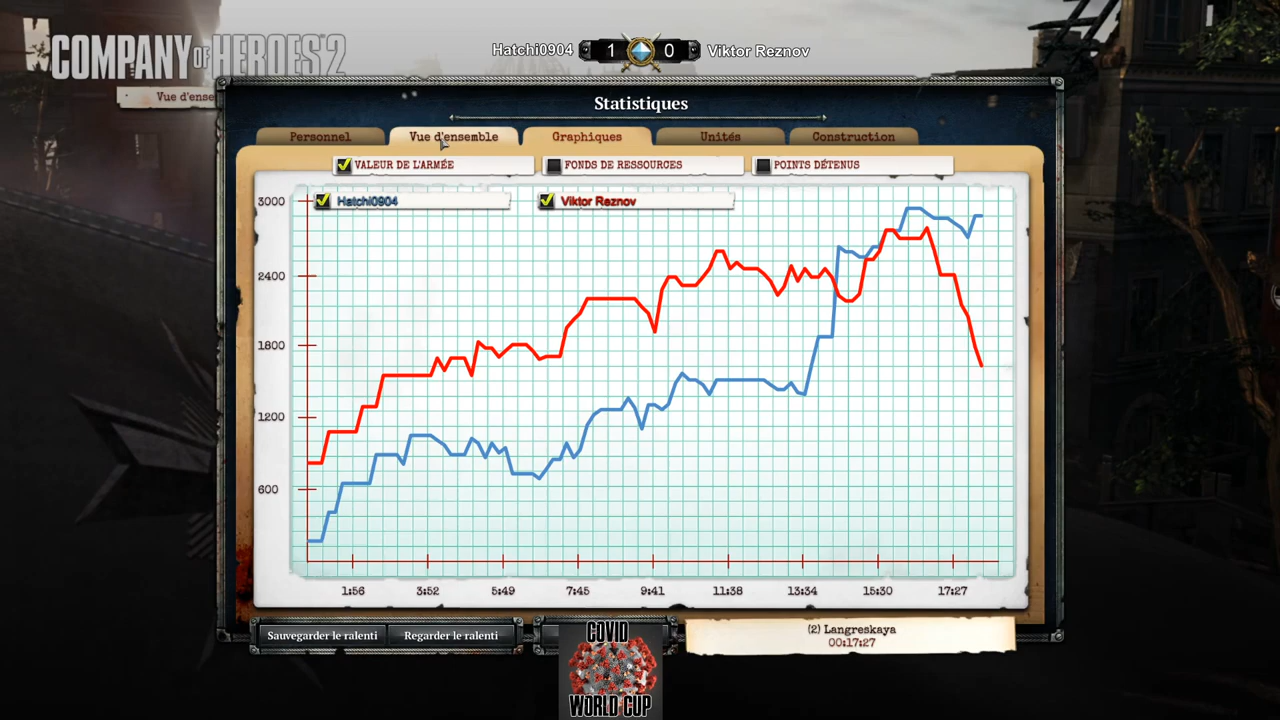 COMPANY OF HEROES 2
Hatchi0904 1 0 Viktor Reznov
Vue d'ense
Statistiques
Personnel Vue d'ensemble Graphiques Unités Construction
VALEUR DE L'ARMÉE FONDS DE RESSOURCES POINTS DÉTENUS
Hatchi0904 Viktor Reznov
3000
2400
1800
1200
600
1:56 3:52 5:49 7:45 9:41 11:38 13:34 15:30 17:27
Sauvegarder le ralenti Regarder le ralenti
(2) Langreskaya
00:17:27
COVID
WORLD CUP